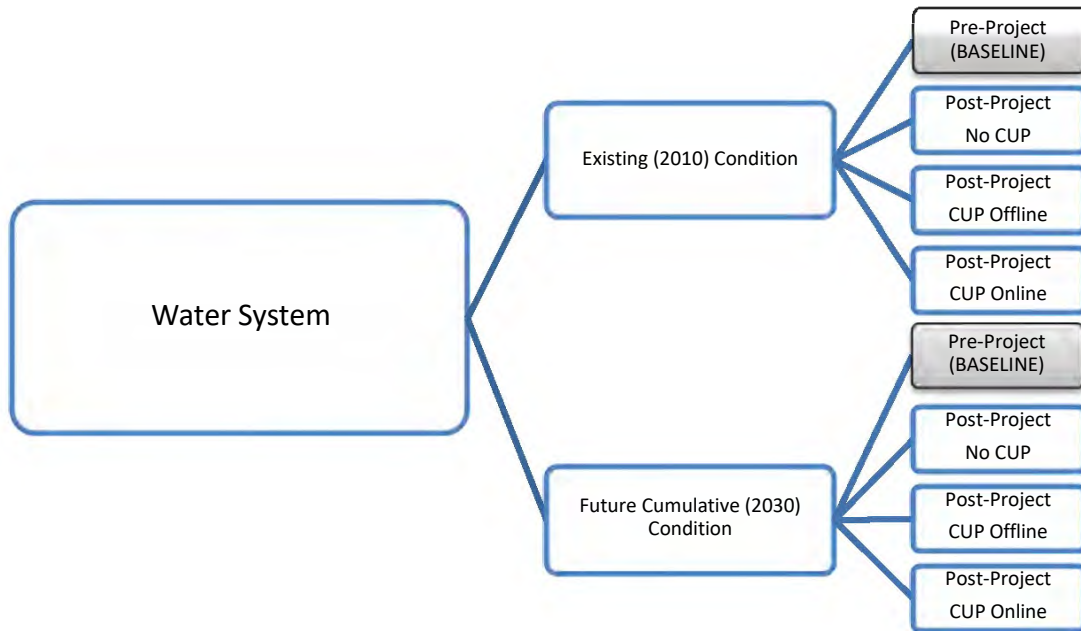 Water System
Existing (2010) Condition
Pre-Project
(BASELINE)
Post-Project
No CUP
Post-Project
CUP Offline
Post-Project
CUP Online
Future Cumulative (2030)
Condition
Pre-Project
(BASELINE)
Post-Project
No CUP
Post-Project
CUP Offline
Post-Project
CUP Online